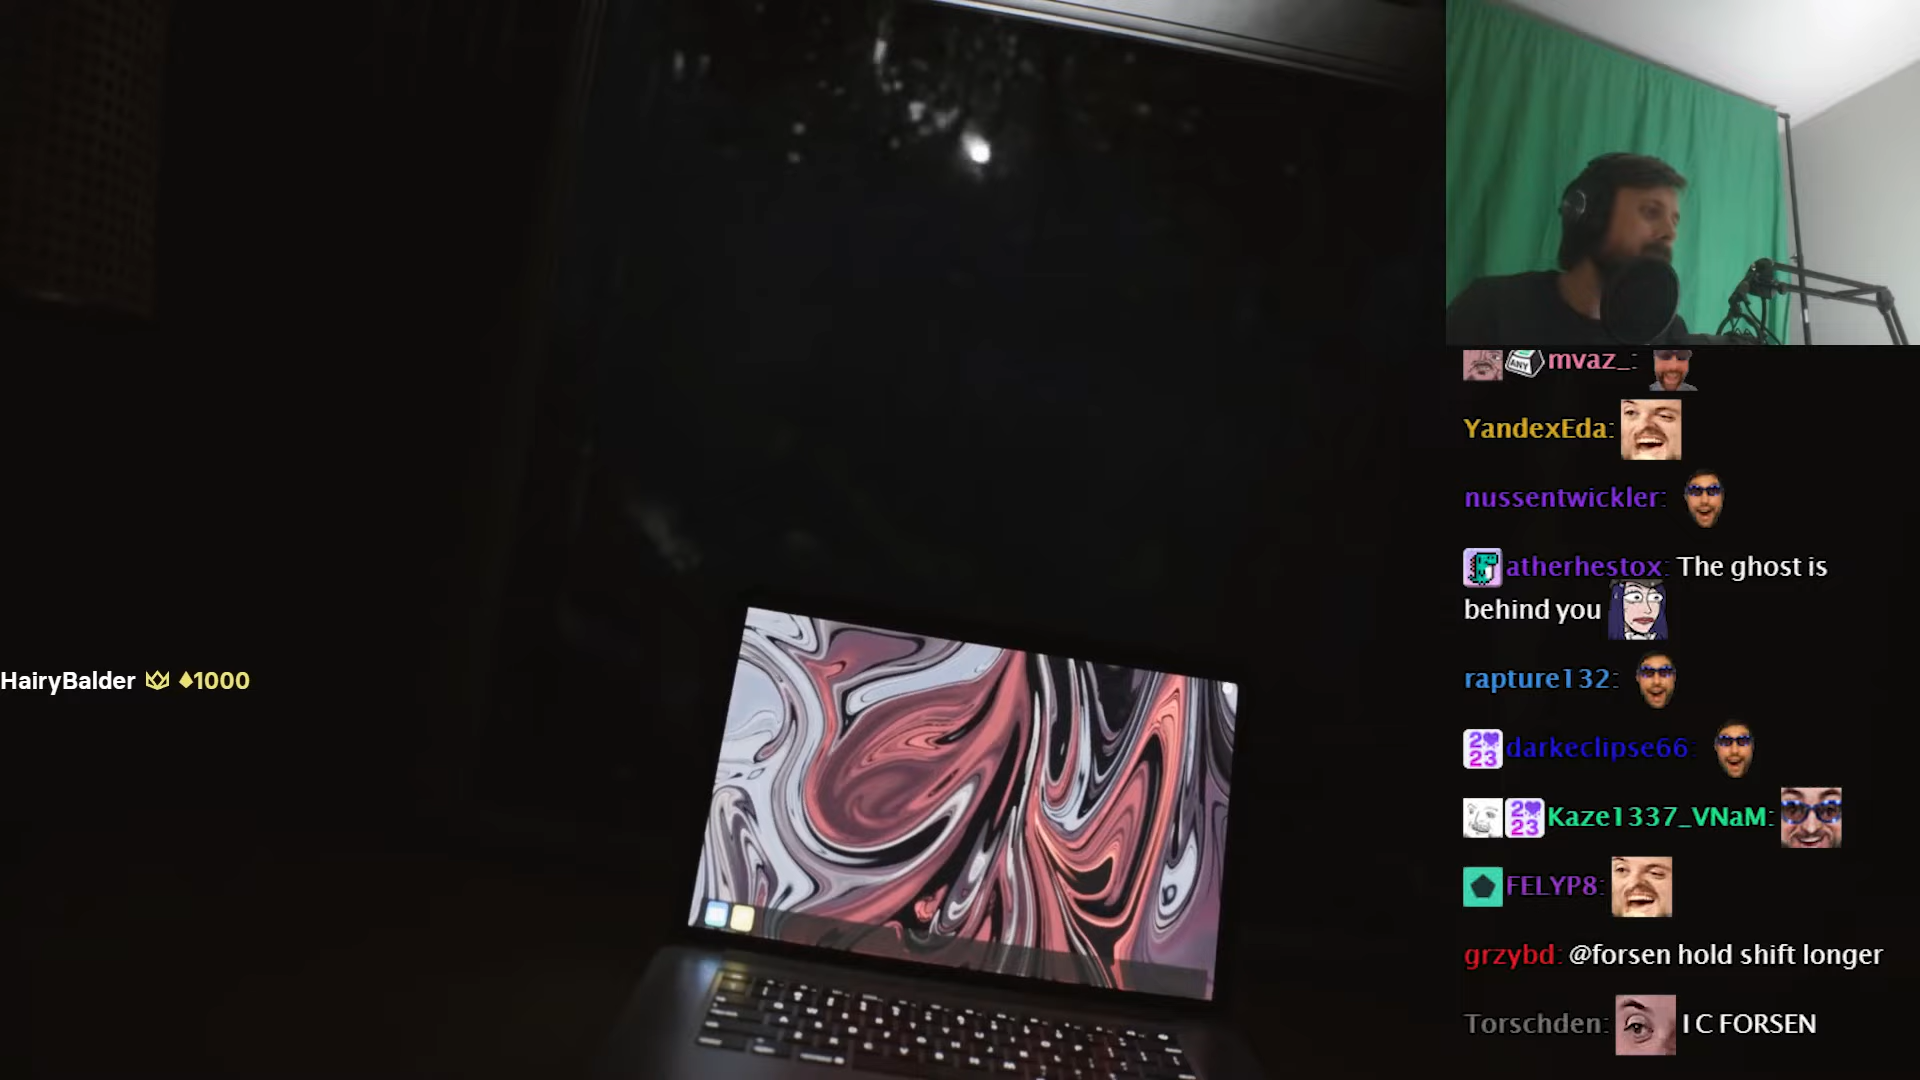 HairyBalder 1000
ANY mvaz_:
YandexEda:
nussentwickler:
atherhestox: The ghost is
behind you
rapture132:
darkeclipse66:
Kaze1337_VNaM:
FELYP8:
grzybd: @forsen hold shift longer
Torschden: I C FORSEN